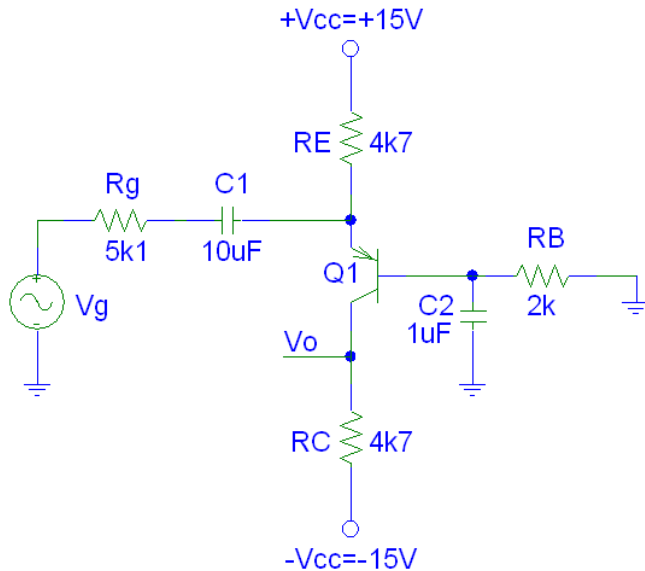 +Vcc=+15V
RE 4k7
Rg
C1
5k1
10uF
Vg
Q1
RB
2k
C2
1uF
Vo
RC 4k7
-Vcc=-15V